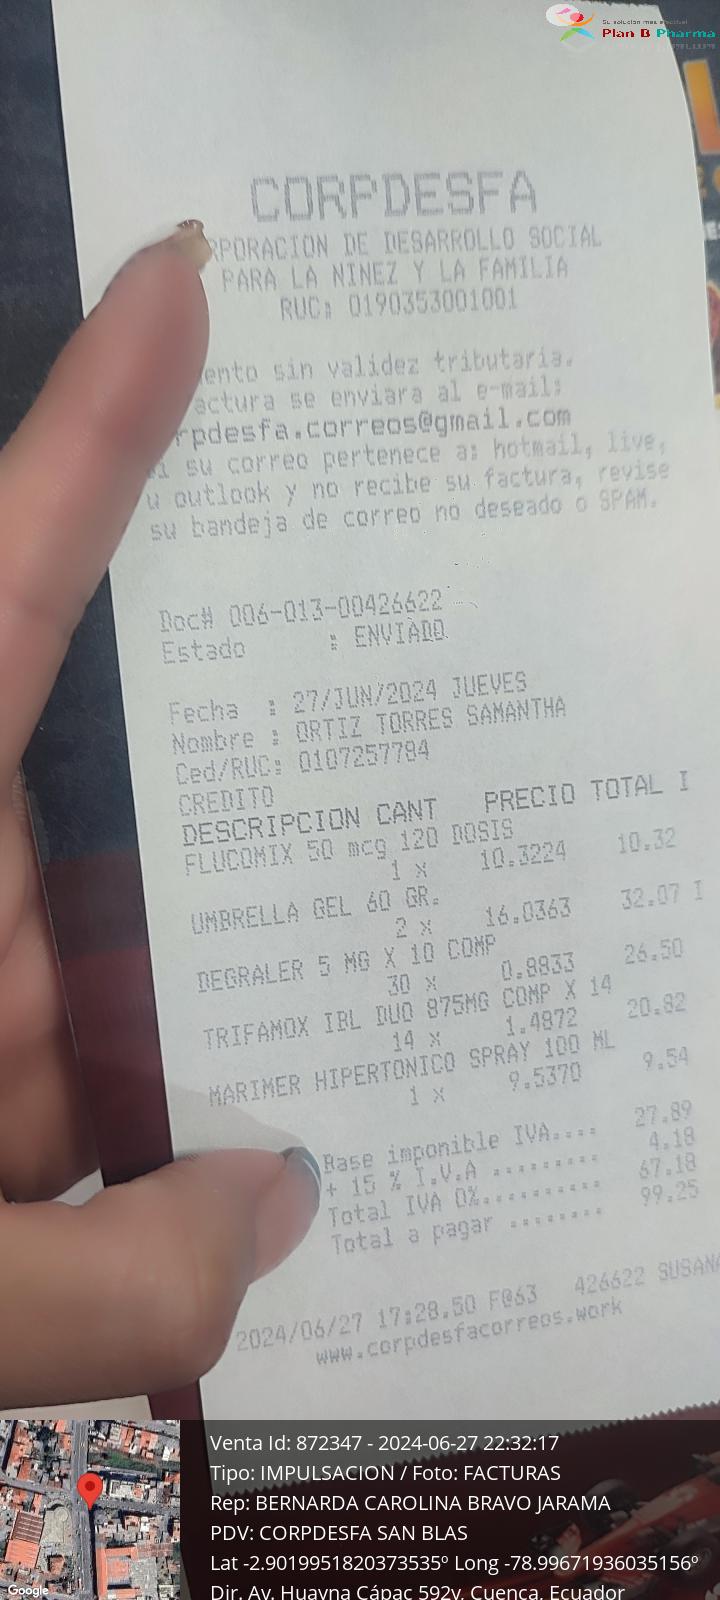 Su solución más efectiva!
Plan B Pharma
CORPDESFA
RPORACION DE DESARROLLO SOCIAL
PARA LA NINEZ Y LA FAMILIA
RUC: 0190353001001
ento sin validez tributaria.
actura se enviara al e-mail:
rpdesfa.correos@gmail.com
si su correo pertenece a: hotmail, live,
u outlook y no recibe su factura, revise
su bandeja de correo no deseado o SPAM.
Doc# 006-013-00426622
Estado : ENVIADO
Fecha : 27/JUN/2024 JUEVES
Nombre : ORTIZ TORRES SAMANTHA
Ced/RUC: 0107257784
CREDITO
DESCRIPCION CANT PRECIO TOTAL I
FLUCOMIX 50 mcg 120 DOSIS
1 x 10.3224 10.32
UMBRELLA GEL 60 GR.
2 x 16.0363 32.07 I
DEGRALER 5 MG X 10 COMP
30 x 0.8833 26.50
TRIFAMOX IBL DUO 875MG COMP X 14
14 x 1.4872 20.82
MARIMER HIPERTONICO SPRAY 100 ML
1 x 9.5370 9.54
Base imponible IVA.... 27.89
+ 15 % I.V.A ......... 4.18
Total IVA 0%.......... 67.18
Total a pagar ........ 99.25
2024/06/27 17:28.50 F@63 426622 SUSANA
www.corpdesfacorreos.work
Venta Id: 872347 - 2024-06-27 22:32:17
Tipo: IMPULSACION / Foto: FACTURAS
Rep: BERNARDA CAROLINA BRAVO JARAMA
PDV: CORPDESFA SAN BLAS
Lat -2.9019951820373535º Long -78.99671936035156º
Dir. Av. Huayna Cápac 592y, Cuenca, Ecuador
Google